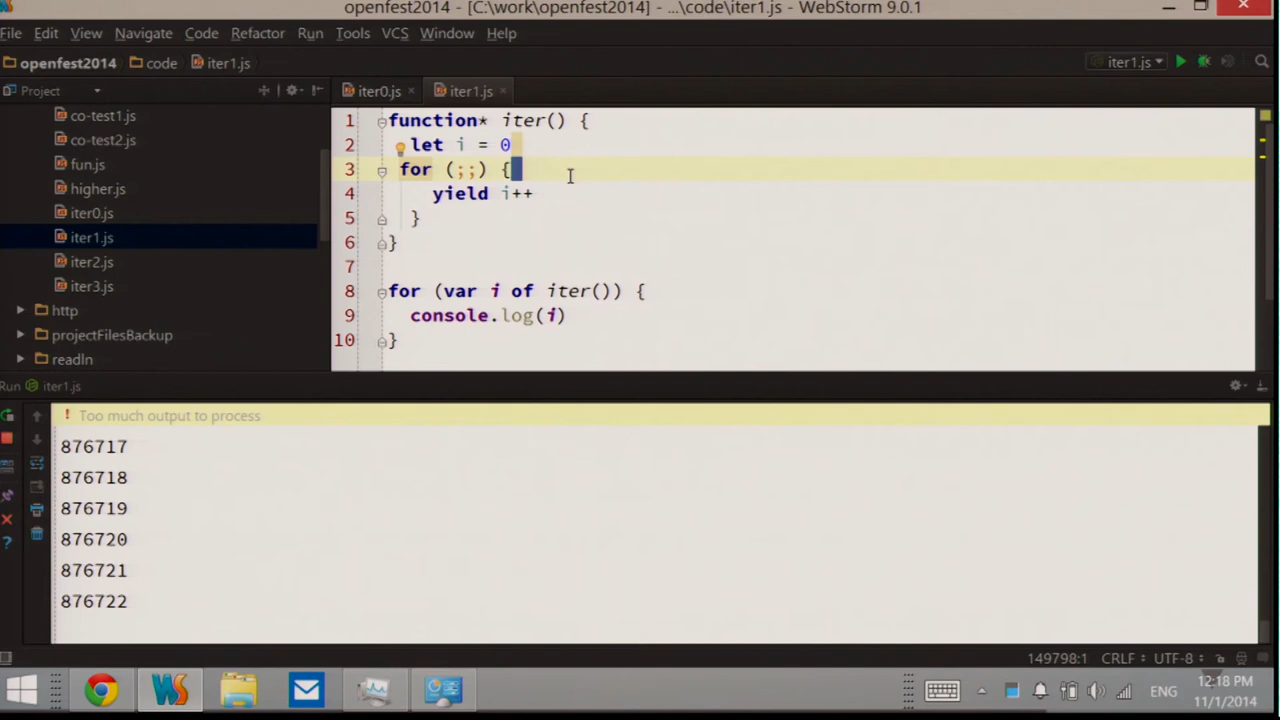 openfest2014 - [C:\work\openfest2014] - ...\code\iter1.js - WebStorm 9.0.1
File Edit View Navigate Code Refactor Run Tools VCS Window Help
openfest2014 code iter1.js
iter1.js
Project
iter0.js iter1.js
co-test1.js
co-test2.js
fun.js
higher.js
iter0.js
iter1.js
iter2.js
iter3.js
http
projectFilesBackup
readln
1 function* iter() {
2 let i = 0
3 for (;;) {
4 yield i++
5 }
6 }
7
8 for (var i of iter()) {
9 console.log(i)
10 }
Run iter1.js
! Too much output to process
876717
876718
876719
876720
876721
876722
149798:1 CRLF UTF-8
WS
ENG
12:18 PM
11/1/2014